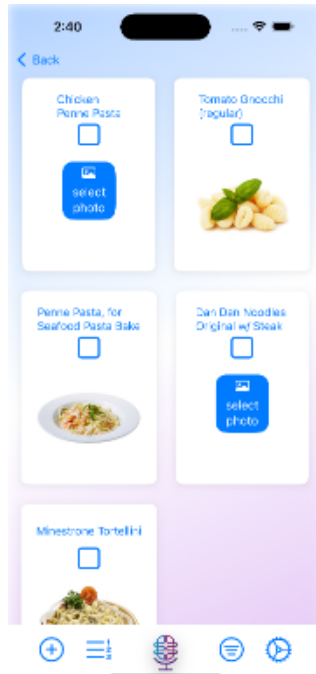 2:40
Back
Chicken
Penne Pasta
select
photo
Tomato Gnocchi
(regular)
Penne Pasta, for
Seafood Pasta Bake
Dan Dan Noodles
Original w/ Steak
select
photo
Minestrone Tortellini